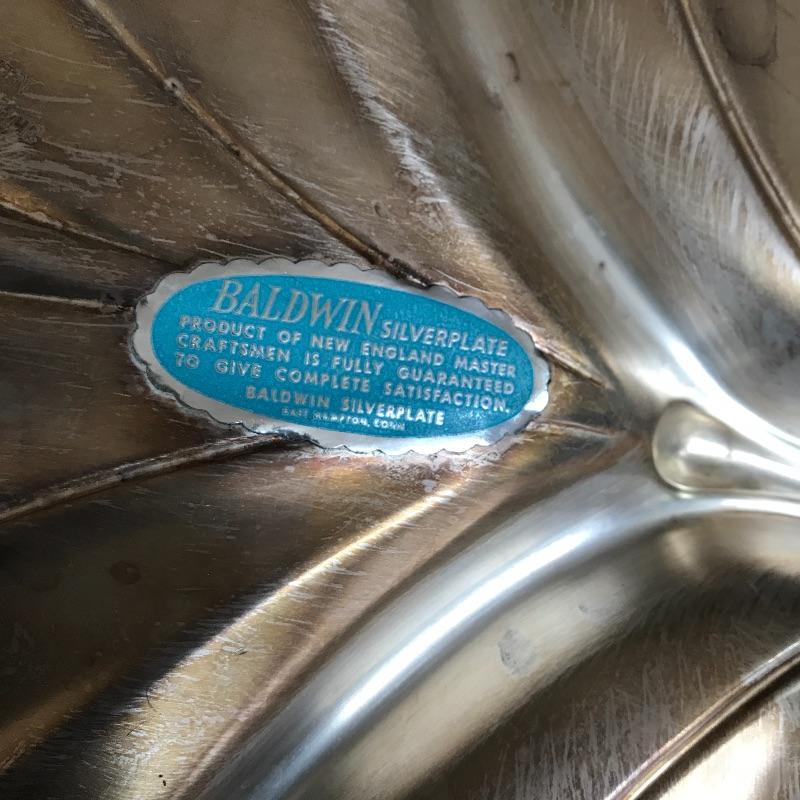 BALDWIN SILVERPLATE
PRODUCT OF NEW ENGLAND MASTER
CRAFTSMEN IS FULLY GUARANTEED
TO GIVE COMPLETE SATISFACTION.
BALDWIN SILVERPLATE
EAST HAMPTON, CONN